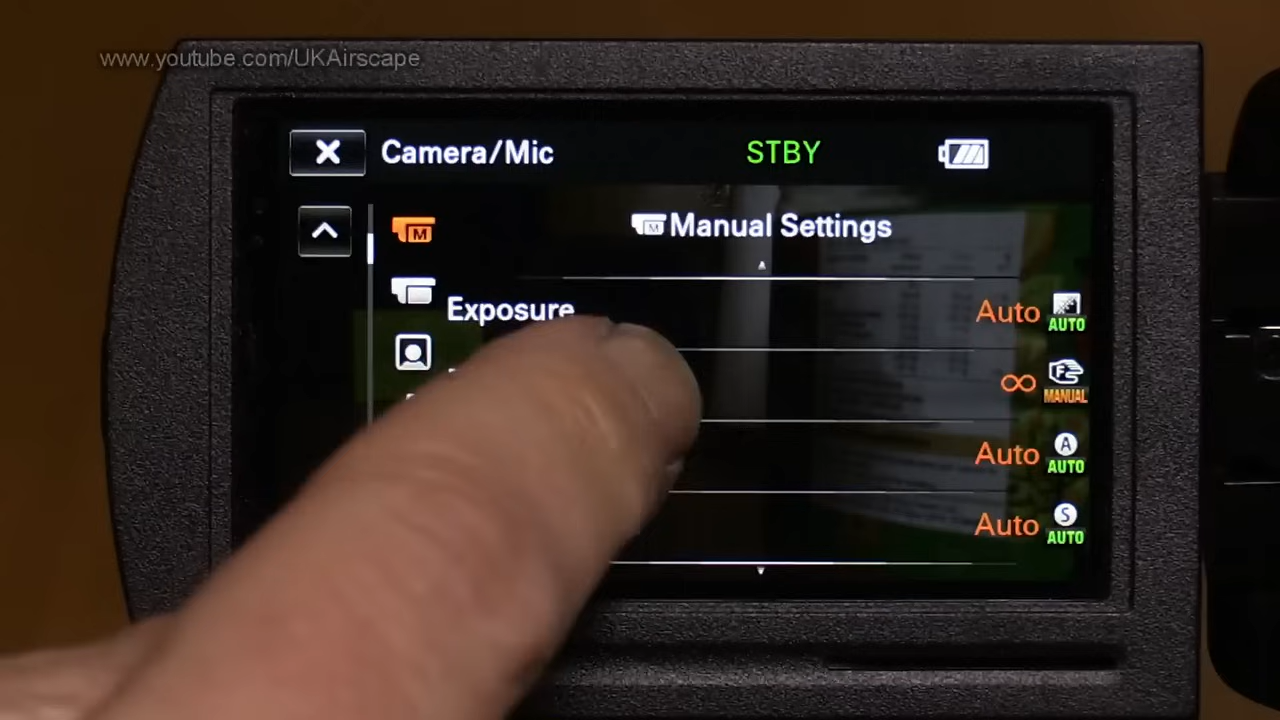 www.youtube.com/UKAirscape
Camera/Mic STBY
M Manual Settings
Exposure Auto AUTO
∞ F MANUAL
Auto A AUTO
Auto S AUTO